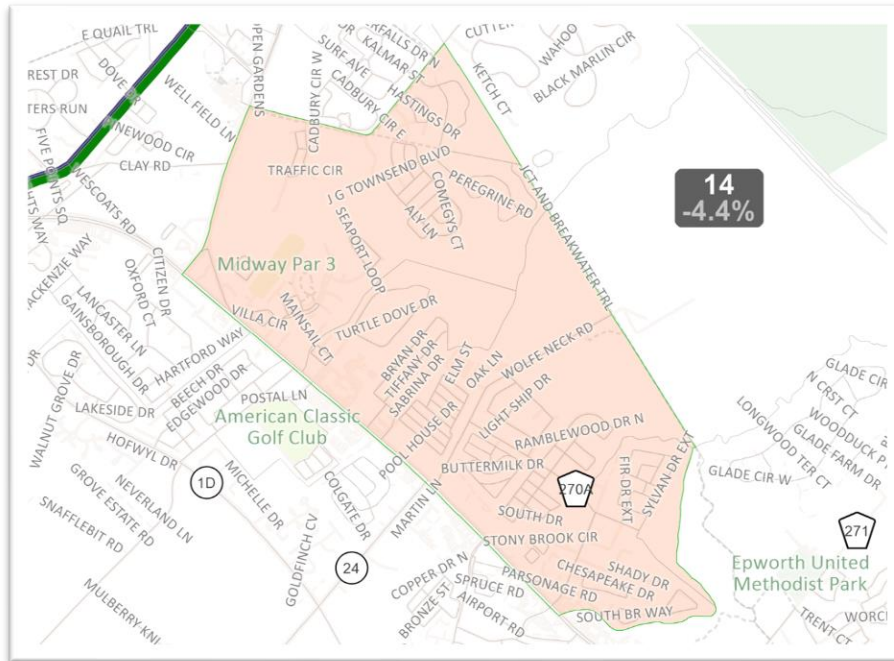 E QUAIL TRL
DOVE DR
REST DR
TERS RUN
WELL FIELD LN
PINEWOOD CIR
CLAY RD
FIVE POINTS SQ
WESCOATS RD
OPEN GARDENS
CADBURY CIR W
SURF AVE
KALMAR ST
CADBURY CIR E
HASTINGS DR
KETCH CT
WAHOO
BLACK MARLIN CIR
TRAFFIC CIR
J G TOWNSEND BLVD
PEREGRINE RD
COMEGYS CT
ALY LN
SEAPORT LOOP
JCT AND BREAKWATER TRL
14
-4.4%
MACKENZIE WAY
OXFORD CT
CITIZEN DR
Midway Par 3
LANCASTER LN
GAINSBOROUGH DR
HARTFORD WAY
VILLA CIR
MAINSAIL CT
TURTLE DOVE DR
WALNUT GROVE DR
BEECH DR
EDGEWOOD DR
BRYAN DR
TIFFANY DR
SABRINA DR
ELM ST
OAK LN
WOLFE NECK RD
LIGHT SHIP DR
POSTAL LN
LAKESIDE DR
American Classic
Golf Club
POOL HOUSE DR
RAMBLEWOOD DR N
HOFWYL DR
BUTTERMILK DR
1D
MICHELLE DR
COLGATE DR
MARTIN LN
270A
FIR DR EXT
SYLVAN DR EXT
GLADE CIR
N CRST CT
WOODDUCK P
GLADE FARM DR
LONGWOOD TER CT
GLADE CIR W
GROVE ESTATE RD
NEVERLAND LN
SNAFFLEBIT RD
GOLDFINCH CV
24
SOUTH DR
STONY BROOK CIR
271
COPPER DR N
SPRUCE RD
BRONZE ST
AIRPORT RD
PARSONAGE RD
CHESAPEAKE DR
SHADY DR
SOUTH BR WAY
Epworth United
Methodist Park
MULBERRY KNL
TRENT CT
WORC